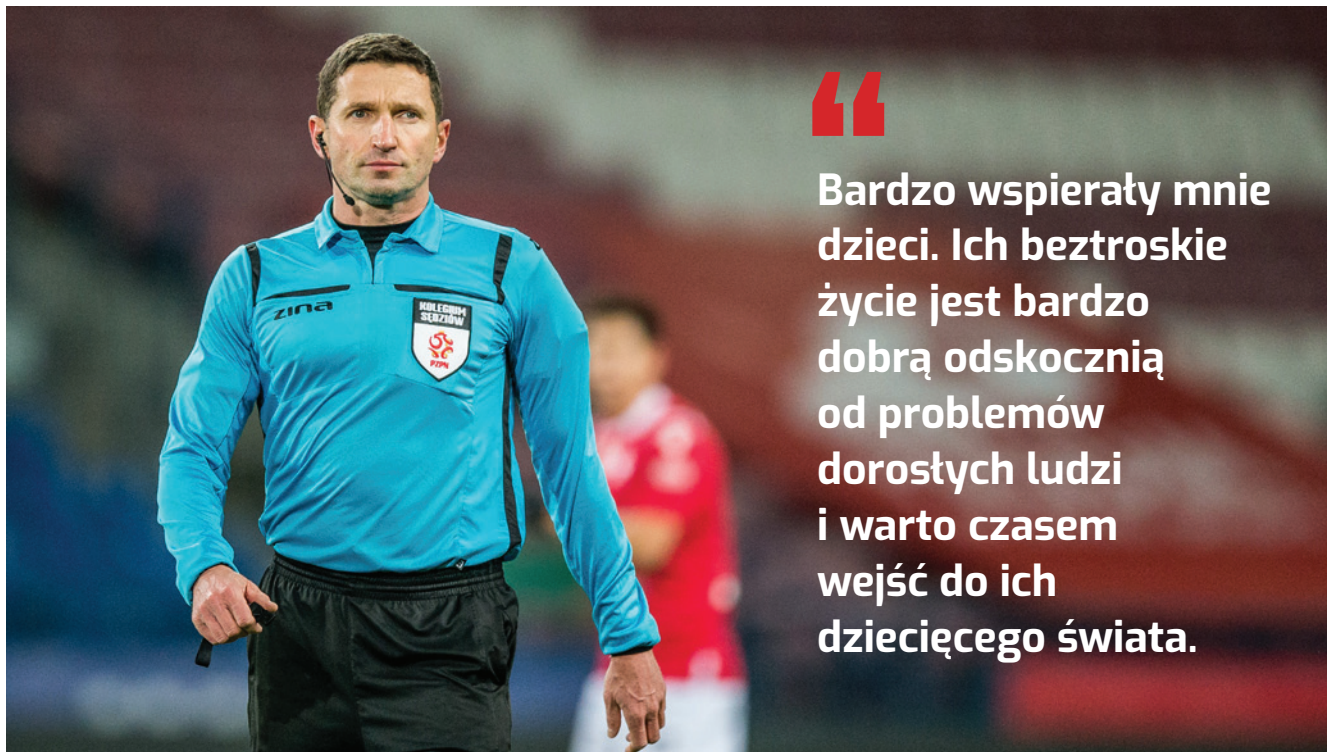 zina
KOLEGIUM
SĘDZIÓW
PZPN
“
Bardzo wspierały mnie
dzieci. Ich beztroskie
życie jest bardzo
dobrą odskocznią
od problemów
dorosłych ludzi
i warto czasem
wejść do ich
dziecięcego świata.